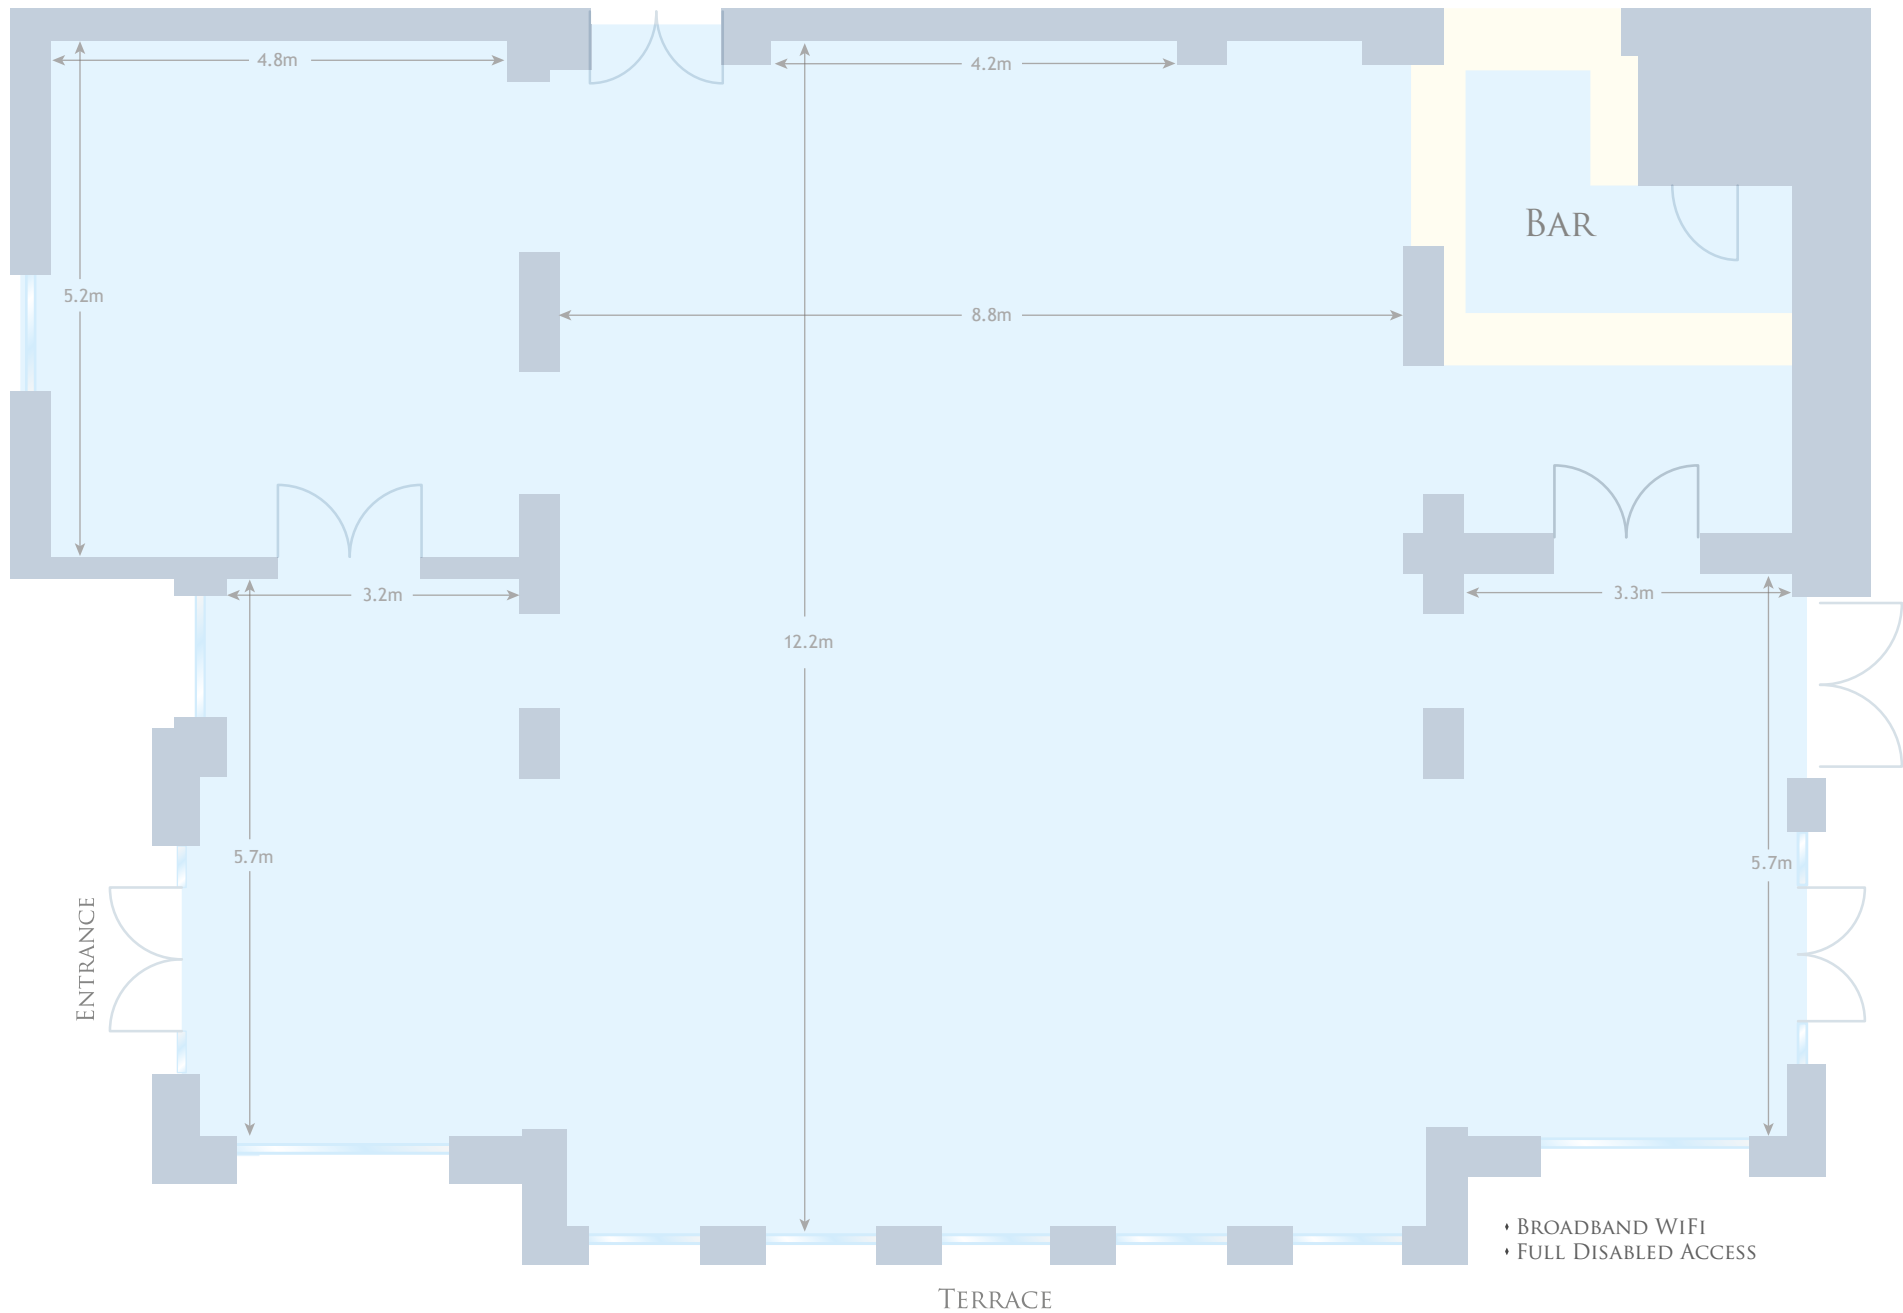 4.8m
4.2m
BAR
5.2m
8.8m
3.2m
3.3m
12.2m
5.7m
5.7m
ENTRANCE
♦ BROADBAND WIFI
♦ FULL DISABLED ACCESS
TERRACE